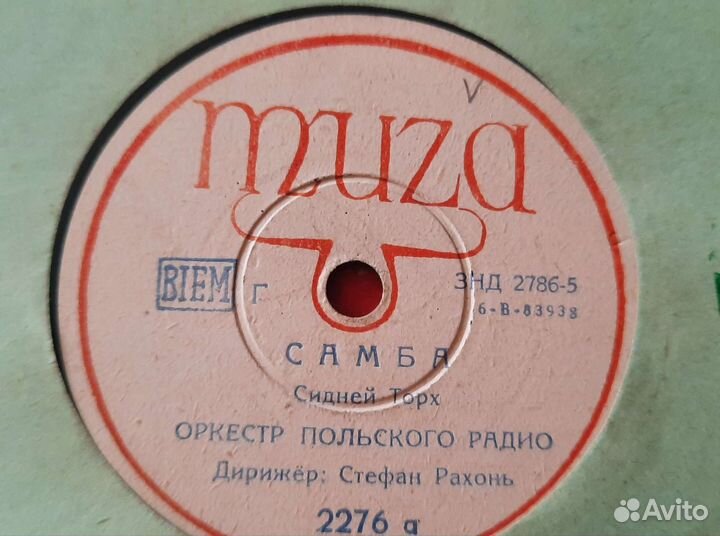 V
muza
BIEM Г
ЗНД 2786-5
6-B-83938
САМБА
Сидней Торх
ОРКЕСТР ПОЛЬСКОГО РАДИО
Дирижёр: Стефан Рахонь
2276 а
Avito